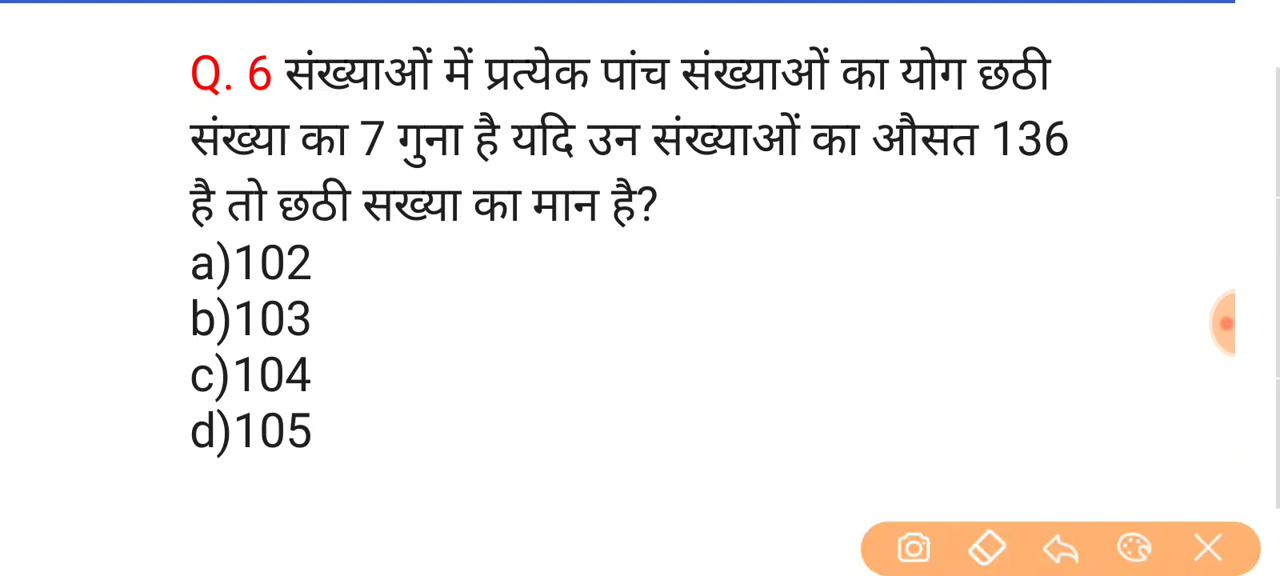 Q. 6 संख्याओं में प्रत्येक पांच संख्याओं का योग छठी
संख्या का 7 गुना है यदि उन संख्याओं का औसत 136
है तो छठी सख्या का मान है?
a)102
b)103
c)104
d)105